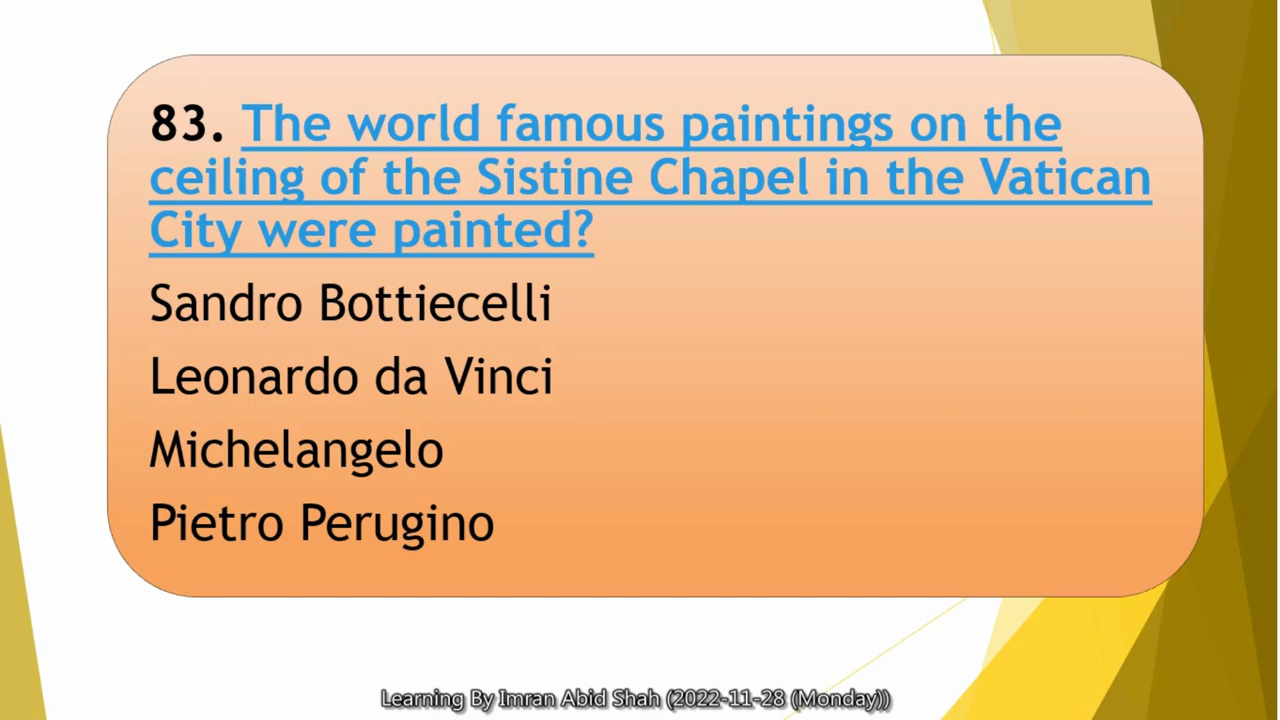 83. The world famous paintings on the
ceiling of the Sistine Chapel in the Vatican
City were painted?
Sandro Bottiecelli
Leonardo da Vinci
Michelangelo
Pietro Perugino
Learning By Imran Abid Shah (2022-11-28 (Monday))